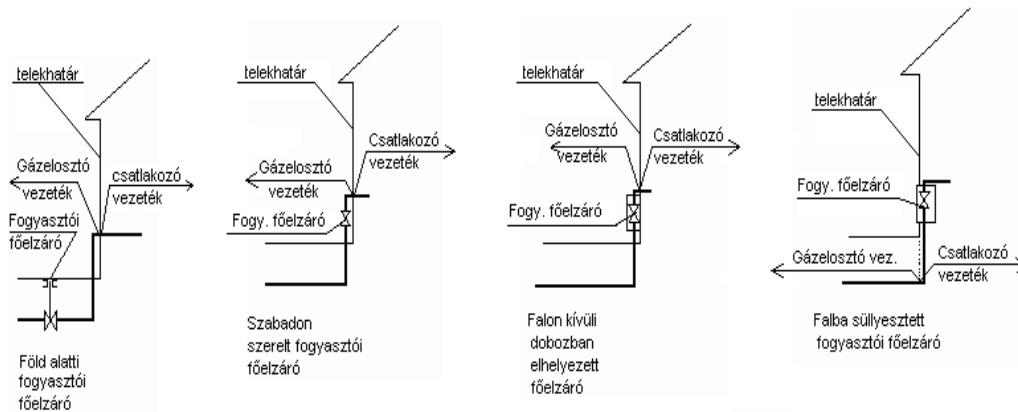 telekhatár
Gázelosztó
vezeték
csatlakozó
vezeték
Fogyasztói
főelzáró
Föld alatti
fogyasztói
főelzáró
telekhatár
Csatlakozó
vezeték
Gázelosztó
vezeték
Fogy. főelzáró
Szabadon
szerelt fogyasztói
főelzáró
telekhatár
Gázelosztó
vezeték
Csatlakozó
vezeték
Fogy. főelzáró
Falon kívüli
dobozban
elhelyezett
főelzáró
telekhatár
Fogy. főelzáró
Gázelosztó vez.
Csatlakozó
vezeték
Falba süllyesztett
fogyasztói főelzáró